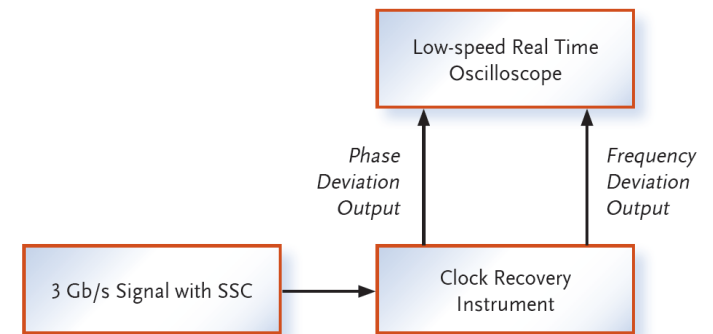 Low-speed Real Time
Oscilloscope
Phase
Deviation
Output
Frequency
Deviation
Output
3 Gb/s Signal with SSC
Clock Recovery
Instrument